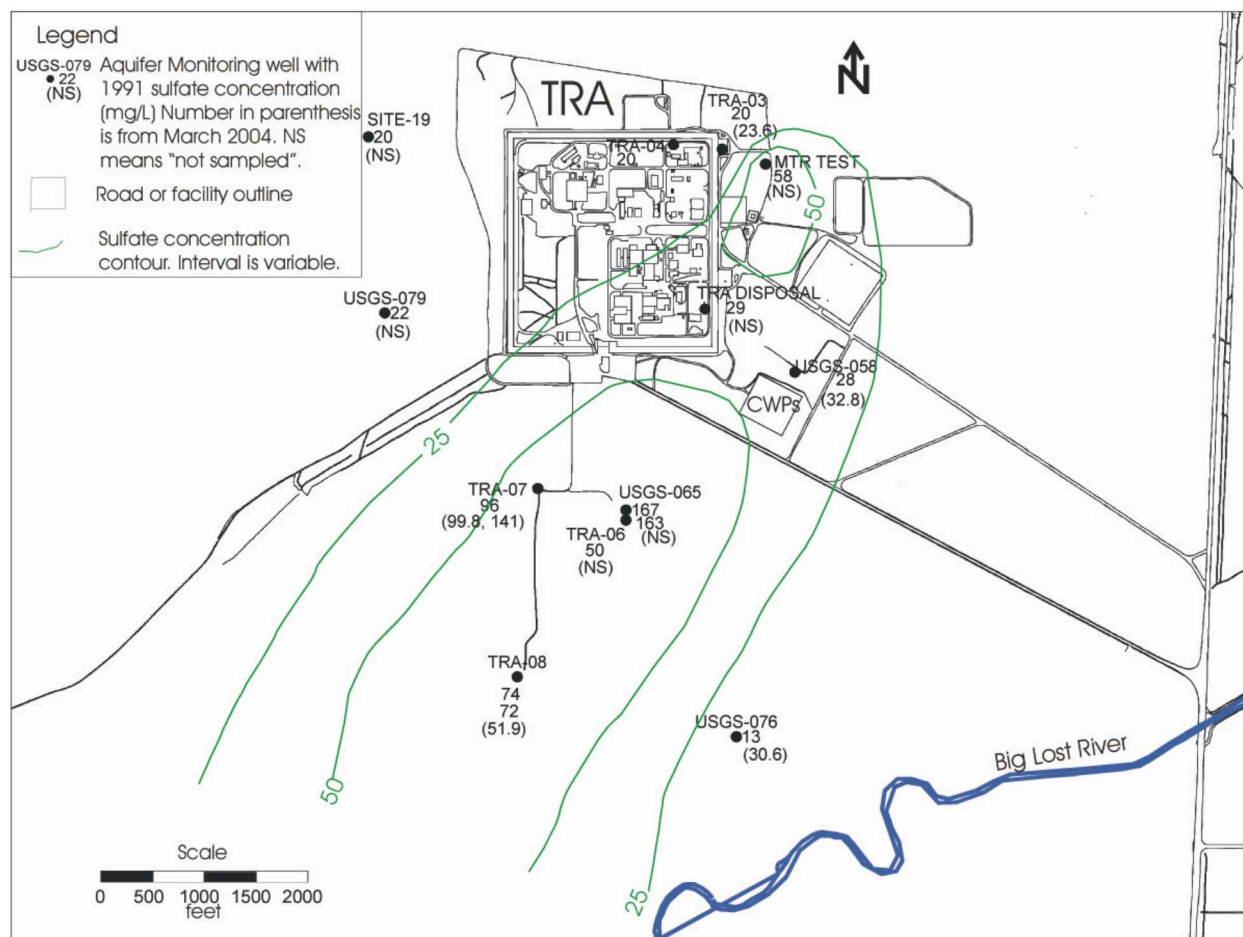 Legend
USGS-079
22
(NS)
Aquifer Monitoring well with
1991 sulfate concentration
(mg/L) Number in parenthesis
is from March 2004. NS
means "not sampled".
Road or facility outline
Sulfate concentration
contour. Interval is variable.
N
TRA
SITE-19
20
(NS)
TRA-03
20
(23.6)
TRA-04
20
MTR TEST
58
(NS)
50
USGS-079
22
(NS)
TRA DISPOSAL
29
(NS)
USGS-058
28
(32.8)
CWPs
25
TRA-07
96
(99.8, 141)
USGS-065
167
163
(NS)
TRA-06
50
(NS)
TRA-08
74
72
(51.9)
USGS-076
13
(30.6)
Big Lost River
50
25
Scale
0 500 1000 1500 2000
feet